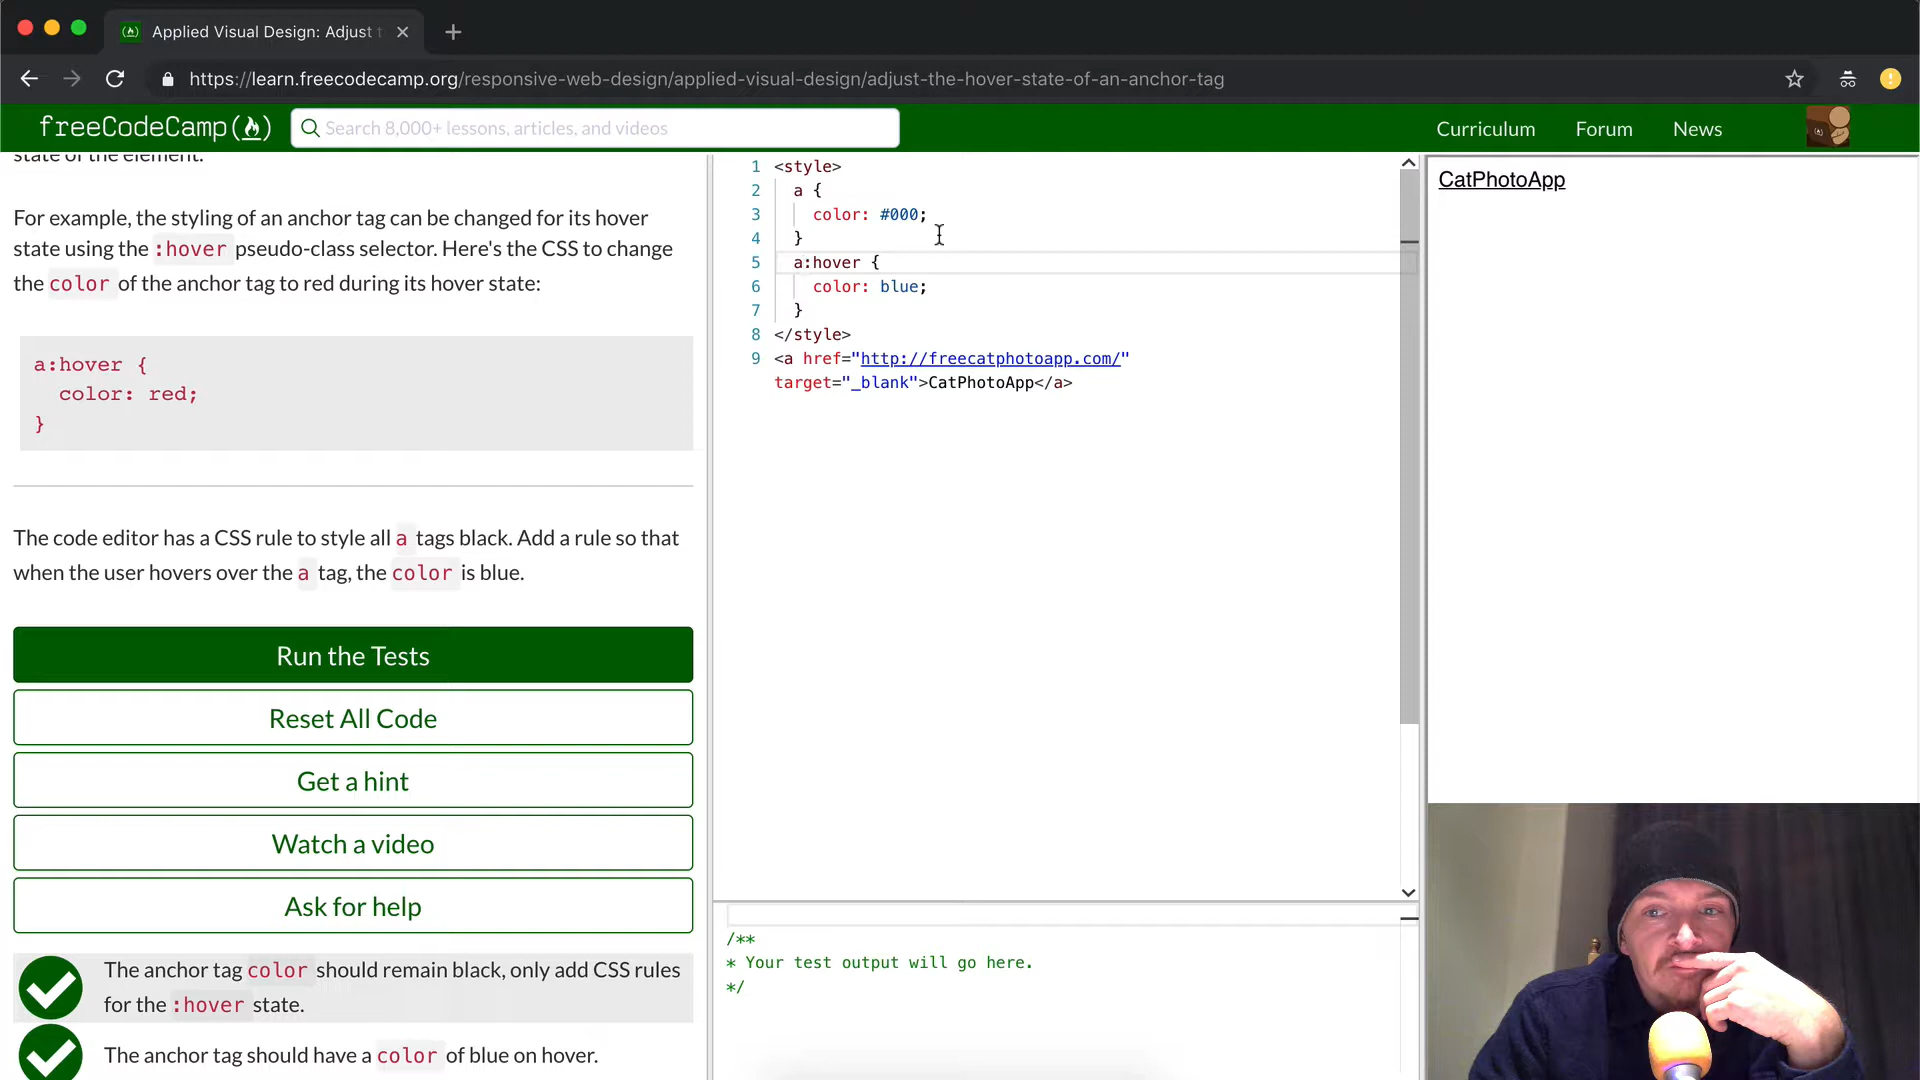 Applied Visual Design: Adjust t
https://learn.freecodecamp.org/responsive-web-design/applied-visual-design/adjust-the-hover-state-of-an-anchor-tag
freeCodeCamp
Search 8,000+ lessons, articles, and videos
Curriculum
Forum
News
state of the element.
For example, the styling of an anchor tag can be changed for its hover
state using the :hover pseudo-class selector. Here's the CSS to change
the color of the anchor tag to red during its hover state:
a:hover {
color: red;
}
The code editor has a CSS rule to style all a tags black. Add a rule so that
when the user hovers over the a tag, the color is blue.
Run the Tests
Reset All Code
Get a hint
Watch a video
Ask for help
The anchor tag color should remain black, only add CSS rules
for the :hover state.
The anchor tag should have a color of blue on hover.
1 <style>
2 a {
3 color: #000;
4 }
5 a:hover {
6 color: blue;
7 }
8 </style>
9 <a href="http://freecatphotoapp.com/"
target="_blank">CatPhotoApp</a>
/**
* Your test output will go here.
*/
CatPhotoApp